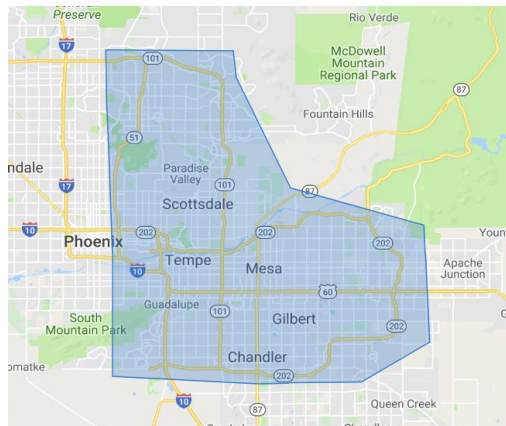 Preserve
Rio Verde
17
101
McDowell
Mountain
Regional Park
87
Fountain Hills
51
ndale
Paradise
Valley
17
101
87
Scottsdale
10
202
202
Phoenix
202
Youn
Tempe
Mesa
10
Apache
Junction
60
Guadalupe
101
Gilbert
South
Mountain Park
202
Chandler
omatke
202
10
87
Queen Creek